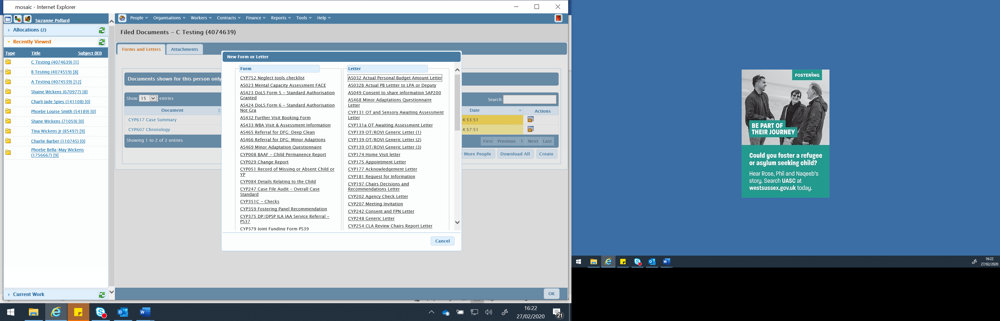 mosaic - Internet Explorer
Suzanne Pollard
People Organisations Workers Contracts Finance Reports Tools Help
Allocations (2)
Recently Viewed
Type Title Subject (ID)
C Testing (4074639) [1]
B Testing (4074559) [8]
A Testing (4074539) [12]
Shaine Wickens (670977) [8]
Charli Jade Spies (141108) [0]
Phoebe Louise Smith (54189) [0]
Shane Wickens (71059) [0]
Tina Wickens Jr (85497) [9]
Charlie Barber (110745) [0]
Phoebe Bella-May Wickens
(1756667) [9]
Current Work
Filed Documents - C Testing (4074639)
Forms and Letters Attachments
Documents shown for this person only
Show 15 entries
Search:
Document Date Actions
CYP617 Case Summary 4:53:51
CYP607 Chronology 4:57:51
Showing 1 to 2 of 2 entries
First Previous 1 Next Last
More People Download All Create
New Form or Letter
Form
CYP752 Neglect tools checklist
AS023 Mental Capacity Assessment FACE
AS423 DoLS Form 5 - Standard Authorisation
Granted
AS424 DoLS Form 6 - Standard Authorisation
Not Gra
AS432 Further Visit Booking Form
AS433 WBA Visit & Assessment Information
AS465 Referral for DFG: Deep Clean
AS466 Referral for DFG: Minor Adaptions
AS469 Minor Adaptation Questionnaire
CYP008 BAAF - Child Permanence Report
CYP029 Change Report
CYP051 Record of Missing or Absent Child or
YP
CYP084 Details Relating to the Child
CYP247 Case File Audit - Overall Case
Standard
CYP351C - Checks
CYP359 Fostering Panel Recommendation
CYP375 DP/DPSP ILA IAA Service Referral -
PS37
CYP379 Joint Funding Form PS39
Letter
AS032 Actual Personal Budget Amount Letter
AS032b Actual PB Lettter to LPA or Deputy
AS049 Consent to share information SAP200
AS468 Minor Adaptations Questionnaire
Letter
CYP131 OT and Sensory Awaiting Assessment
Letter
CYP131a OT Awaiting Assessment Letter
CYP139 OT/ROVI Generic Letter (1)
CYP139 OT/ROVI Generic Letter (2)
CYP139 OT/ROVI Generic Letter (3)
CYP174 Home Visit letter
CYP175 Appointment Letter
CYP177 Acknowledgement Letter
CYP181 Request for Information
CYP197 Chairs Decisions and
Recommendations Letter
CYP202 Agency Check Letter
CYP207 Meeting Invitation
CYP242 Consent and FPN Letter
CYP248 Generic Letter
CYP254 CLA Review Chairs Report Letter
Cancel
OK
16:22
27/02/2020
21
FOSTERING
BE PART OF
THEIR JOURNEY
Could you foster a refugee
or asylum seeking child?
Hear Rose, Phil and Naqeeb's
story. Search UASC at
westsussex.gov.uk today.
16:22
27/02/2020